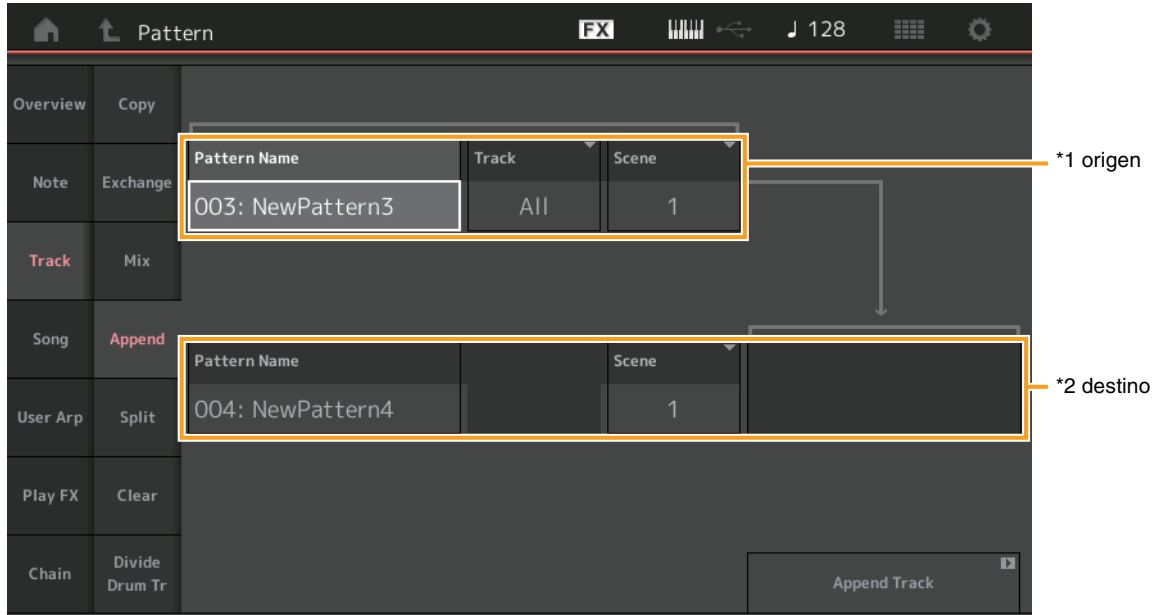 Pattern
FX
128
Overview
Copy
Pattern Name
Track
Scene
*1 origen
Note
Exchange
003: NewPattern3
All
1
Track
Mix
Song
Append
Pattern Name
Scene
*2 destino
User Arp
Split
004: NewPattern4
1
Play FX
Clear
Chain
Divide
Drum Tr
Append Track